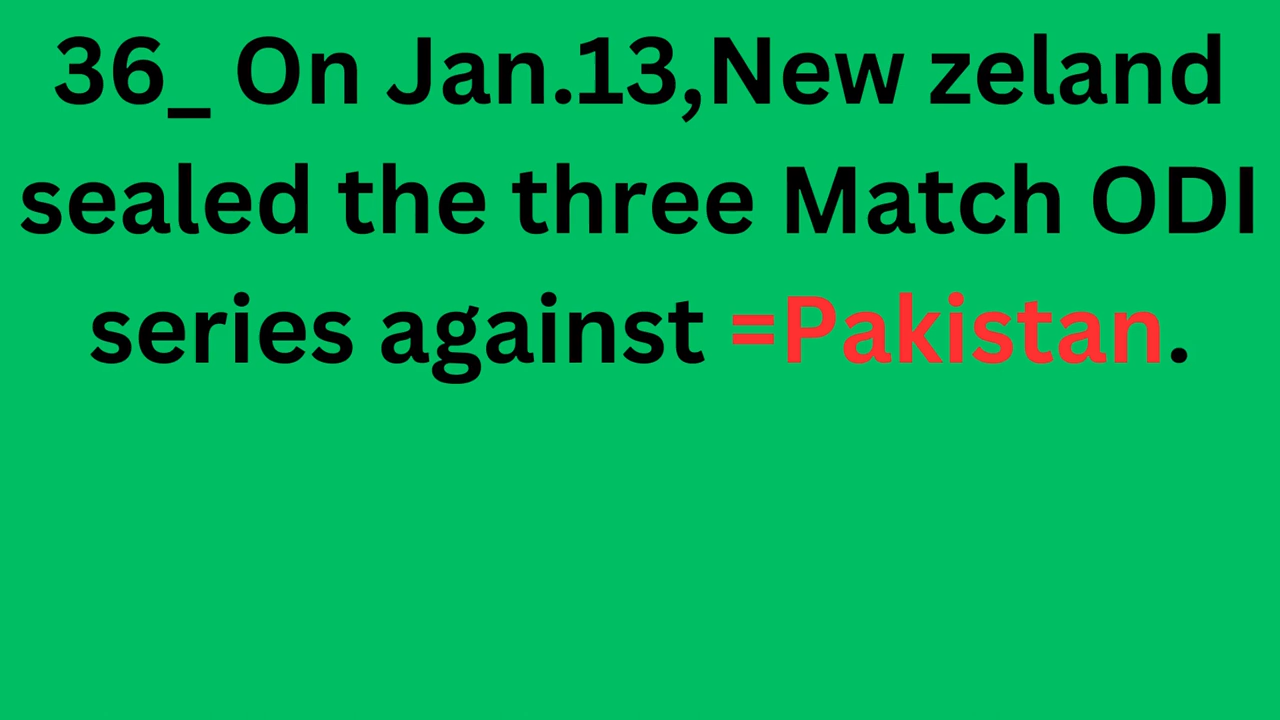 36_ On Jan.13,New zeland
sealed the three Match ODI
series against =Pakistan.